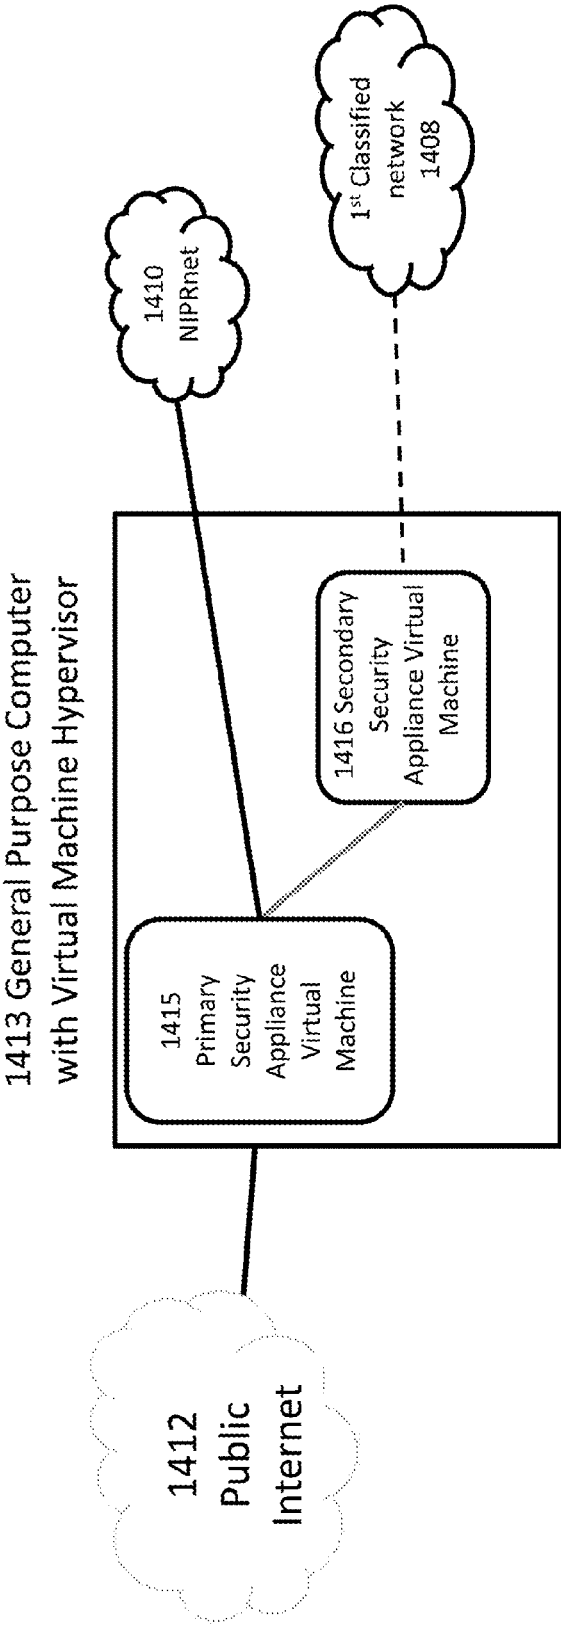 1413 General Purpose Computer
with Virtual Machine Hypervisor
1412
Public
Internet
1415
Primary
Security
Appliance
Virtual
Machine
1416 Secondary
Security
Appliance Virtual
Machine
1410
NIPRnet
1st Classified
network
1408